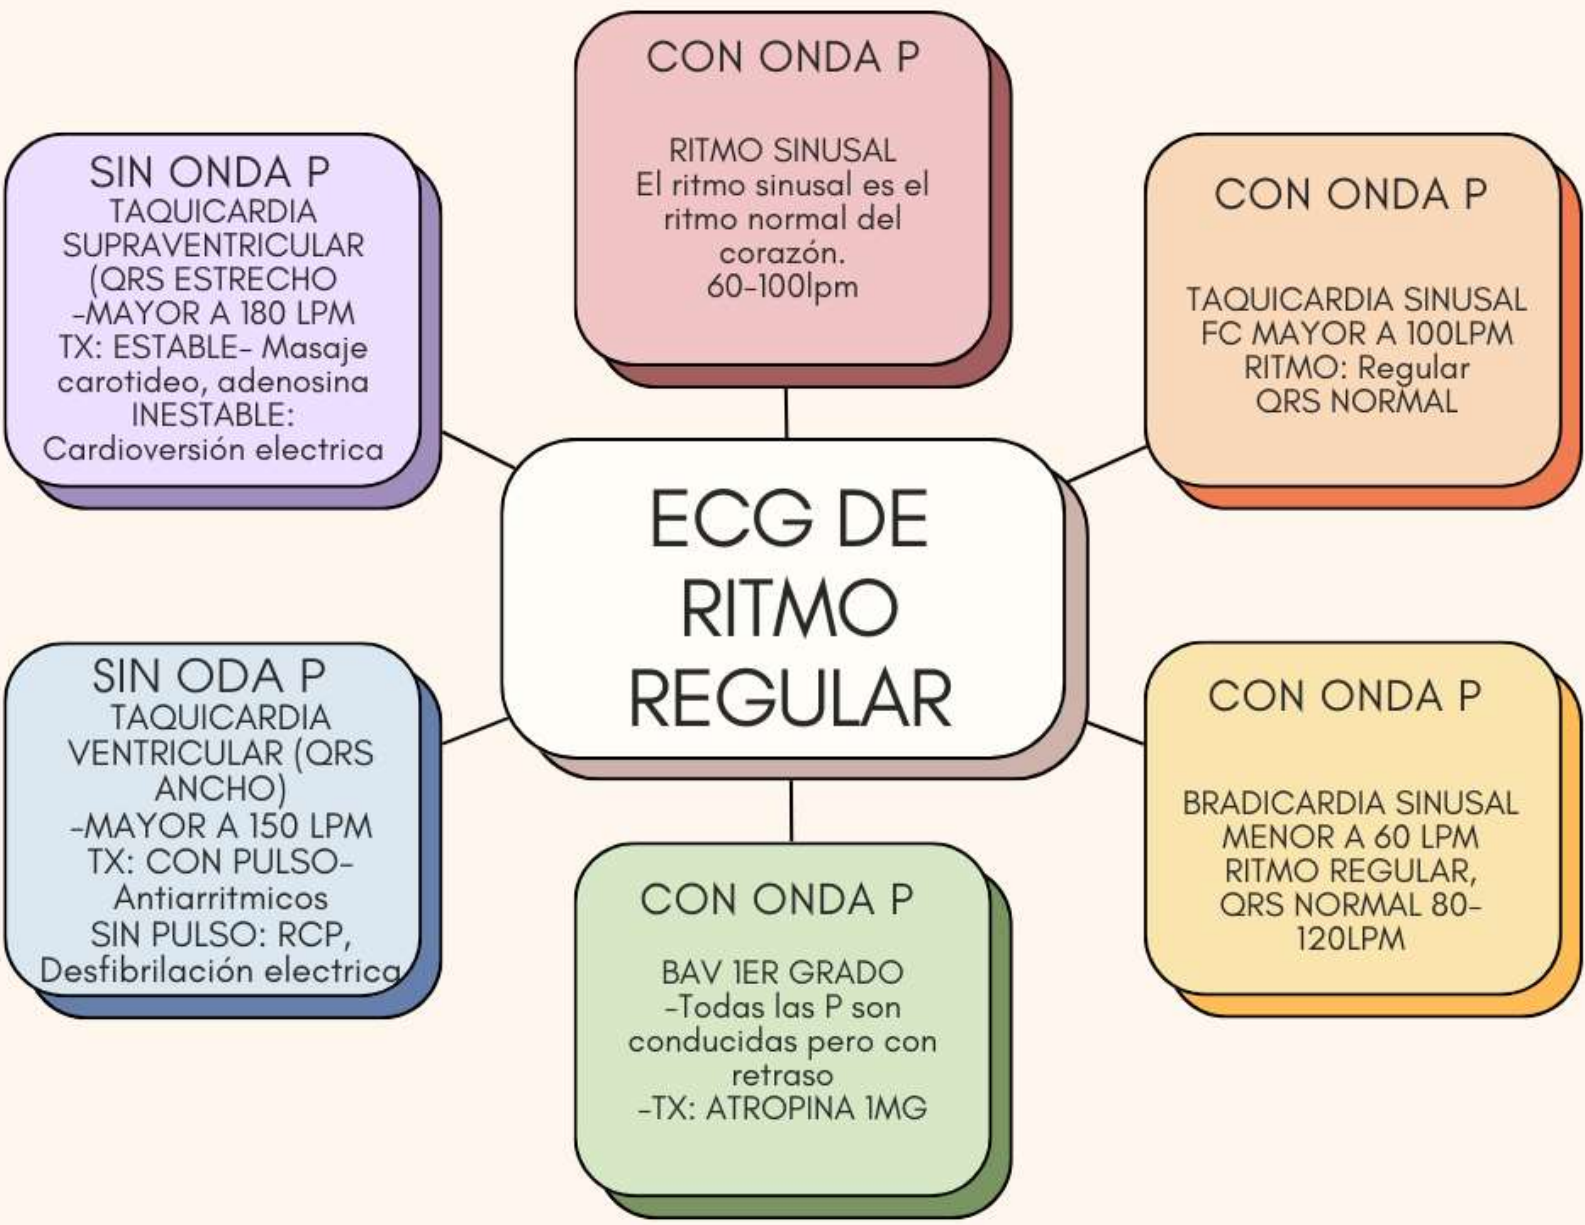 CON ONDA P
RITMO SINUSAL
El ritmo sinusal es el
ritmo normal del
corazón.
60-100lpm
SIN ONDA P
TAQUICARDIA
SUPRAVENTRICULAR
(QRS ESTRECHO
-MAYOR A 180 LPM
TX: ESTABLE- Masaje
carotideo, adenosina
INESTABLE:
Cardioversión electrica
CON ONDA P
TAQUICARDIA SINUSAL
FC MAYOR A 100LPM
RITMO: Regular
QRS NORMAL
ECG DE
RITMO
REGULAR
SIN ODA P
TAQUICARDIA
VENTRICULAR (QRS
ANCHO)
-MAYOR A 150 LPM
TX: CON PULSO-
Antiarritmicos
SIN PULSO: RCP,
Desfibrilación electrica
CON ONDA P
BRADICARDIA SINUSAL
MENOR A 60 LPM
RITMO REGULAR,
QRS NORMAL 80-
120LPM
CON ONDA P
BAV 1ER GRADO
-Todas las P son
conducidas pero con
retraso
-TX: ATROPINA 1MG